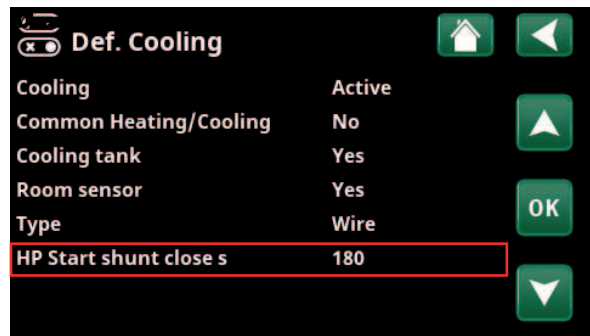 Def. Cooling
Cooling Active
Common Heating/Cooling No
Cooling tank Yes
Room sensor Yes
Type Wire
OK
HP Start shunt close s 180